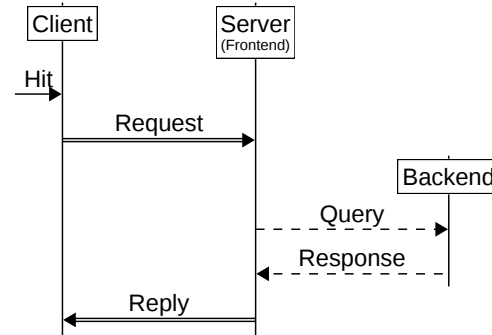 Client
Server
(Frontend)
Hit
Request
Backend
Query
Response
Reply